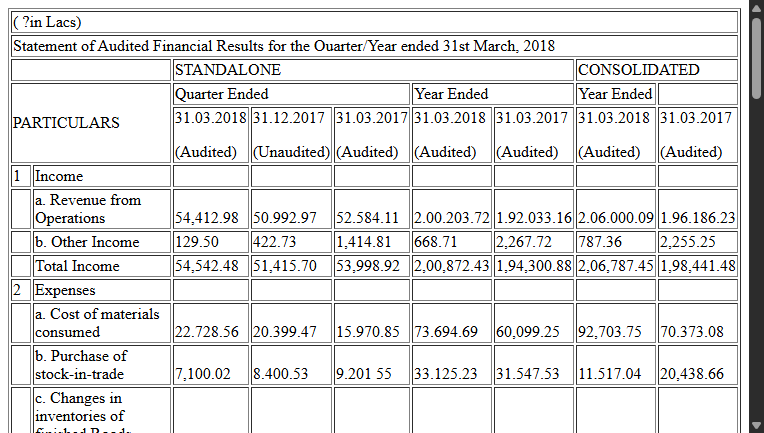 ( ?in Lacs)
Statement of Audited Financial Results for the Ouarter/Year ended 31st March, 2018
STANDALONE CONSOLIDATED
PARTICULARS Quarter Ended Year Ended Year Ended
31.03.2018 31.12.2017 31.03.2017 31.03.2018 31.03.2017 31.03.2018 31.03.2017
(Audited) (Unaudited) (Audited) (Audited) (Audited) (Audited) (Audited)
1 Income
a. Revenue from
Operations 54,412.98 50.992.97 52.584.11 2.00.203.72 1.92.033.16 2.06.000.09 1.96.186.23
b. Other Income 129.50 422.73 1,414.81 668.71 2,267.72 787.36 2,255.25
Total Income 54,542.48 51,415.70 53,998.92 2,00,872.43 1,94,300.88 2,06,787.45 1,98,441.48
2 Expenses
a. Cost of materials
consumed 22.728.56 20.399.47 15.970.85 73.694.69 60,099.25 92,703.75 70.373.08
b. Purchase of
stock-in-trade 7,100.02 8.400.53 9.201 55 33.125.23 31.547.53 11.517.04 20,438.66
c. Changes in
inventories of